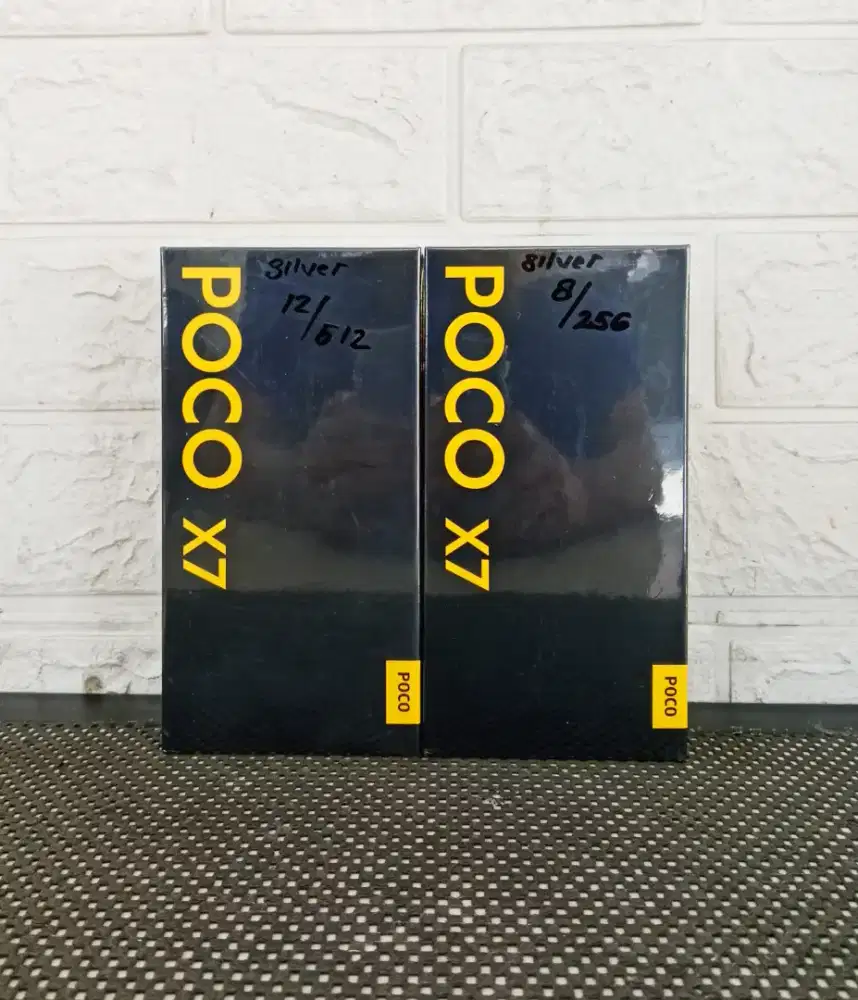 silver
12/512
POCO X7
POCO
silver
8/256
POCO X7
POCO